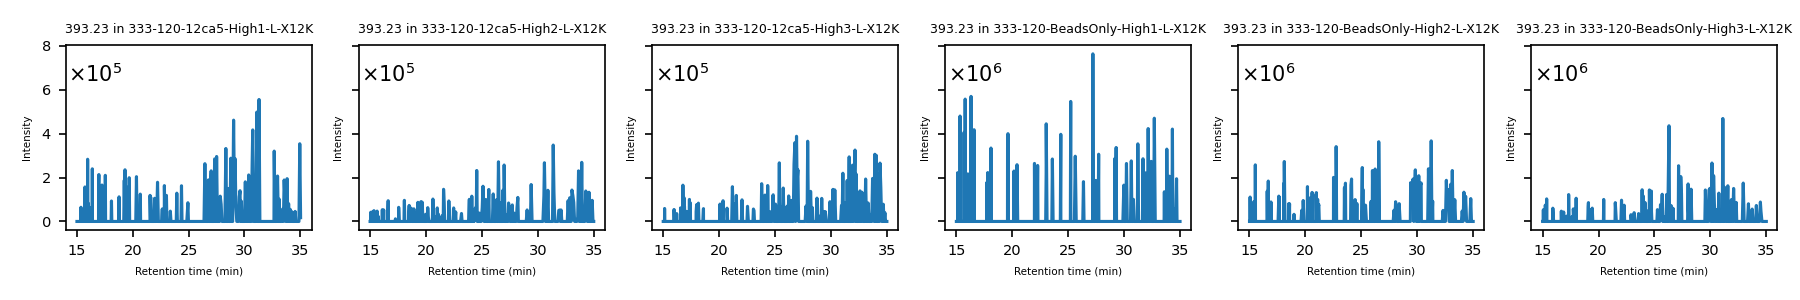 393.23 in 333-120-12ca5-High1-L-X12K
393.23 in 333-120-12ca5-High2-L-X12K
393.23 in 333-120-12ca5-High3-L-X12K
393.23 in 333-120-BeadsOnly-High1-L-X12K
393.23 in 333-120-BeadsOnly-High2-L-X12K
393.23 in 333-120-BeadsOnly-High3-L-X12K
8
6
4
2
0
×10⁵
×10⁵
×10⁵
×10⁶
×10⁶
×10⁶
Intensity
Intensity
Intensity
Intensity
Intensity
Intensity
15 20 25 30 35
15 20 25 30 35
15 20 25 30 35
15 20 25 30 35
15 20 25 30 35
15 20 25 30 35
Retention time (min)
Retention time (min)
Retention time (min)
Retention time (min)
Retention time (min)
Retention time (min)